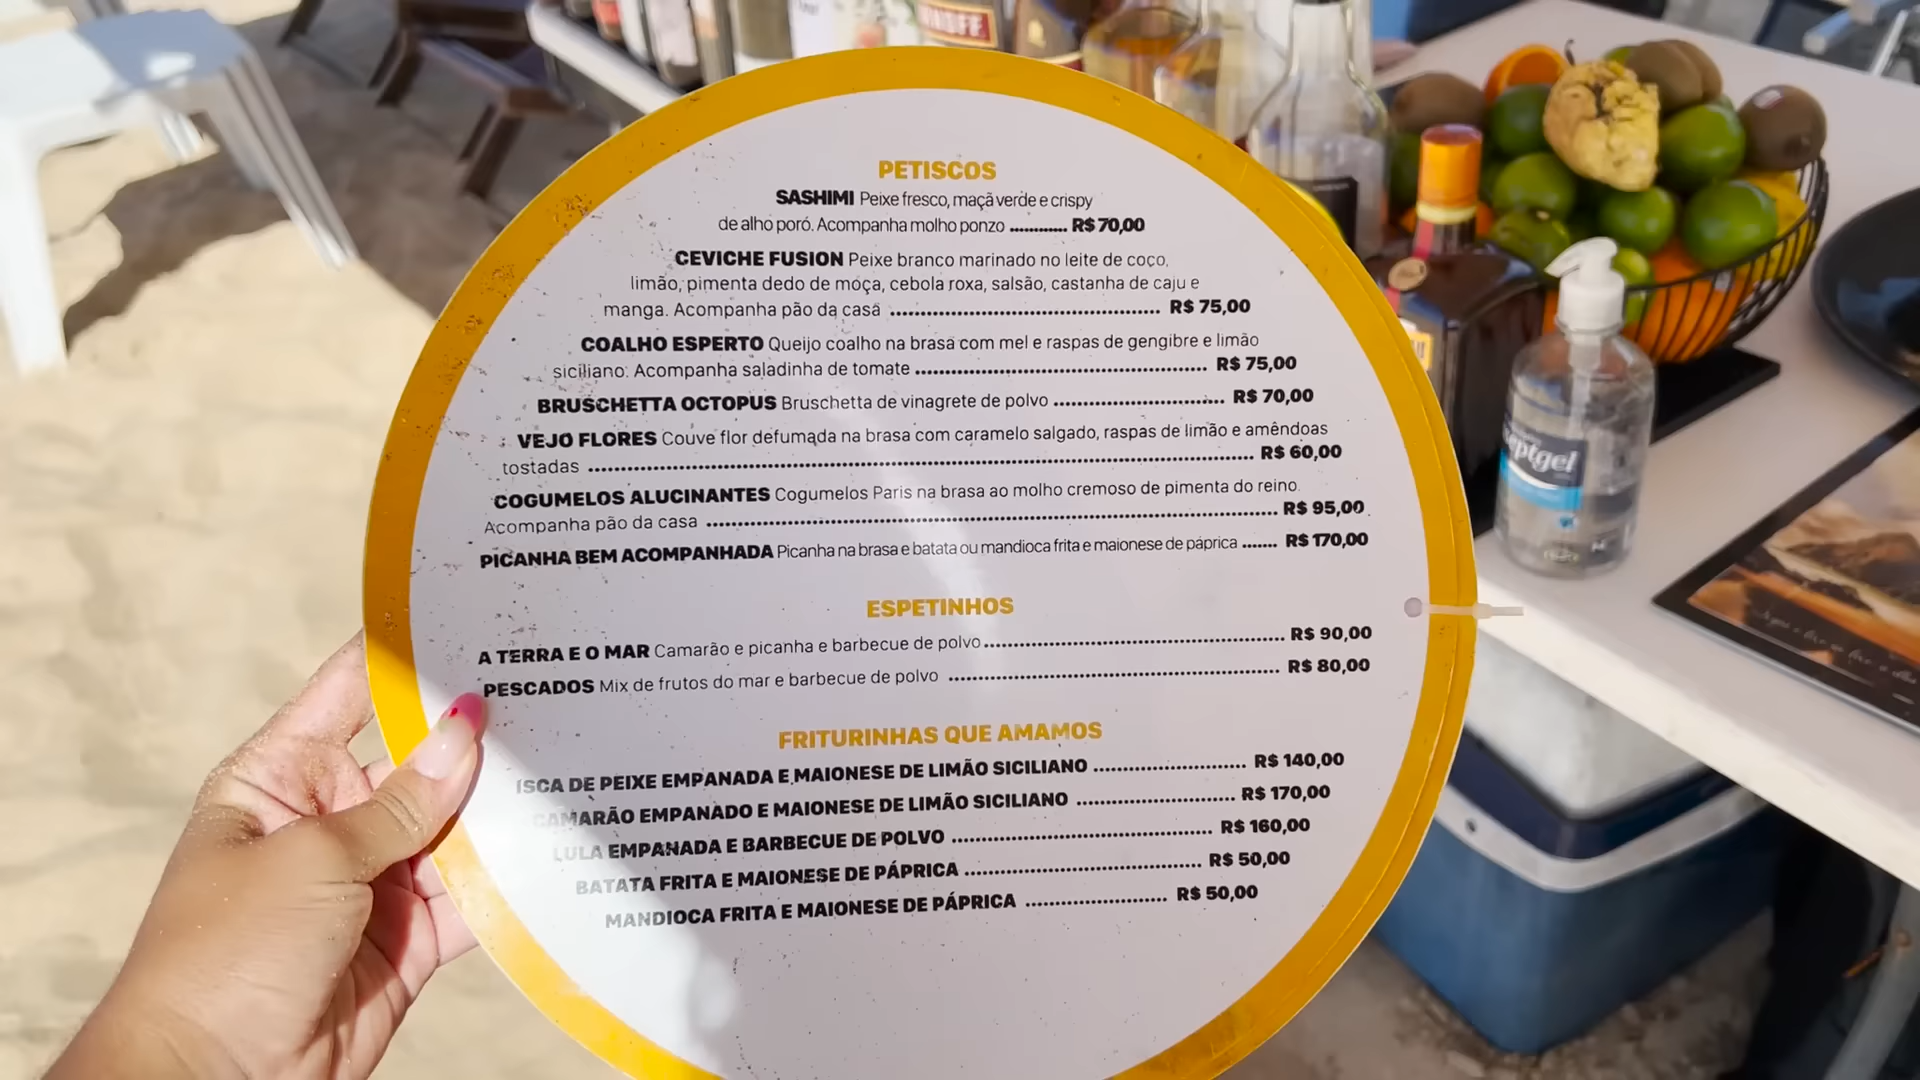 PETISCOS
SASHIMI Peixe fresco, maçã verde e crispy
de alho poró. Acompanha molho ponzo ............ R$ 70,00
CEVICHE FUSION Peixe branco marinado no leite de coço,
limão, pimenta dedo de moça, cebola roxa, salsão, castanha de caju e
manga. Acompanha pão da casa ............ R$ 75,00
COALHO ESPERTO Queijo coalho na brasa com mel e raspas de gengibre e limão
siciliano. Acompanha saladinha de tomate ............ R$ 75,00
BRUSCHETTA OCTOPUS Bruschetta de vinagrete de polvo ............ R$ 70,00
VEJO FLORES Couve flor defumada na brasa com caramelo salgado, raspas de limão e amêndoas
tostadas ............ R$ 60,00
COGUMELOS ALUCINANTES Cogumelos Paris na brasa ao molho cremoso de pimenta do reino.
Acompanha pão da casa ............ R$ 95,00
PICANHA BEM ACOMPANHADA Picanha na brasa e batata ou mandioca frita e maionese de páprica ....... R$ 170,00
ESPETINHOS
A TERRA E O MAR Camarão e picanha e barbecue de polvo ............ R$ 90,00
PESCADOS Mix de frutos do mar e barbecue de polvo ............ R$ 80,00
FRITURINHAS QUE AMAMOS
ISCA DE PEIXE EMPANADA E MAIONESE DE LIMÃO SICILIANO ............ R$ 140,00
CAMARÃO EMPANADO E MAIONESE DE LIMÃO SICILIANO ............ R$ 170,00
LULA EMPANADA E BARBECUE DE POLVO ............ R$ 160,00
BATATA FRITA E MAIONESE DE PÁPRICA ............ R$ 50,00
MANDIOCA FRITA E MAIONESE DE PÁPRICA ............ R$ 50,00